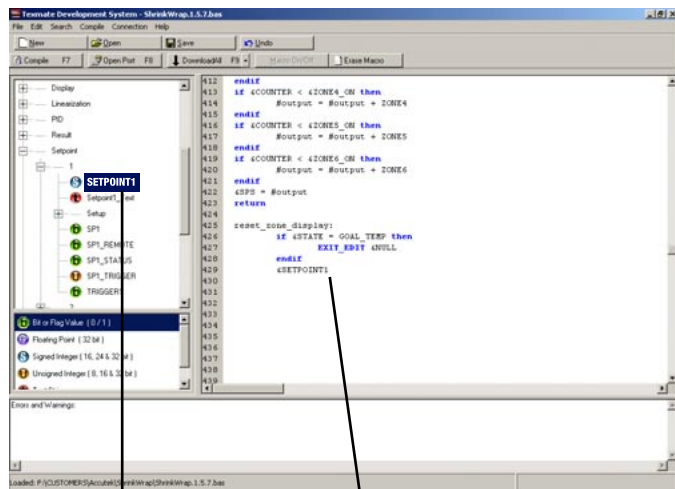 Texmate Development System - ShrinkWrap.1.5.7.bas
File Edit Search Compile Connection Help
New Open Save Undo
Compile F7 Open Port F8 Download/All F9 Macro On/Off Erase Macro
Display
Linearization
PID
Result
Setpoint
1
SETPOINT1
Setpoint1_Text
Setup
SP1
SP1_REMOTE
SP1_STATUS
SP1_TRIGGER
TRIGGERS
2
Bit or Flag Value ( 0 / 1 )
Floating Point ( 32 bit )
Signed Integer ( 16, 24 & 32 bit )
Unsigned Integer ( 8, 16 & 32 bit )
412 endif
413 if &COUNTER < &ZONE4_ON then
414 #output = #output + ZONE4
415 endif
416 if &COUNTER < &ZONE5_ON then
417 #output = #output + ZONE5
418 endif
419 if &COUNTER < &ZONE6_ON then
420 #output = #output + ZONE6
421 endif
422 &SPS = #output
423 return
424
425 reset_zone_display:
426 if &STATE = GOAL_TEMP then
427 EXIT_EDIT &NULL
428 endif
429 &SETPOINT1
430
431
432
433
434
435
436
437
438
439
Errors and Warnings:
Loaded: P:\CUSTOMERS\Accutek\ShrinkWrap\ShrinkWrap.1.5.7.bas